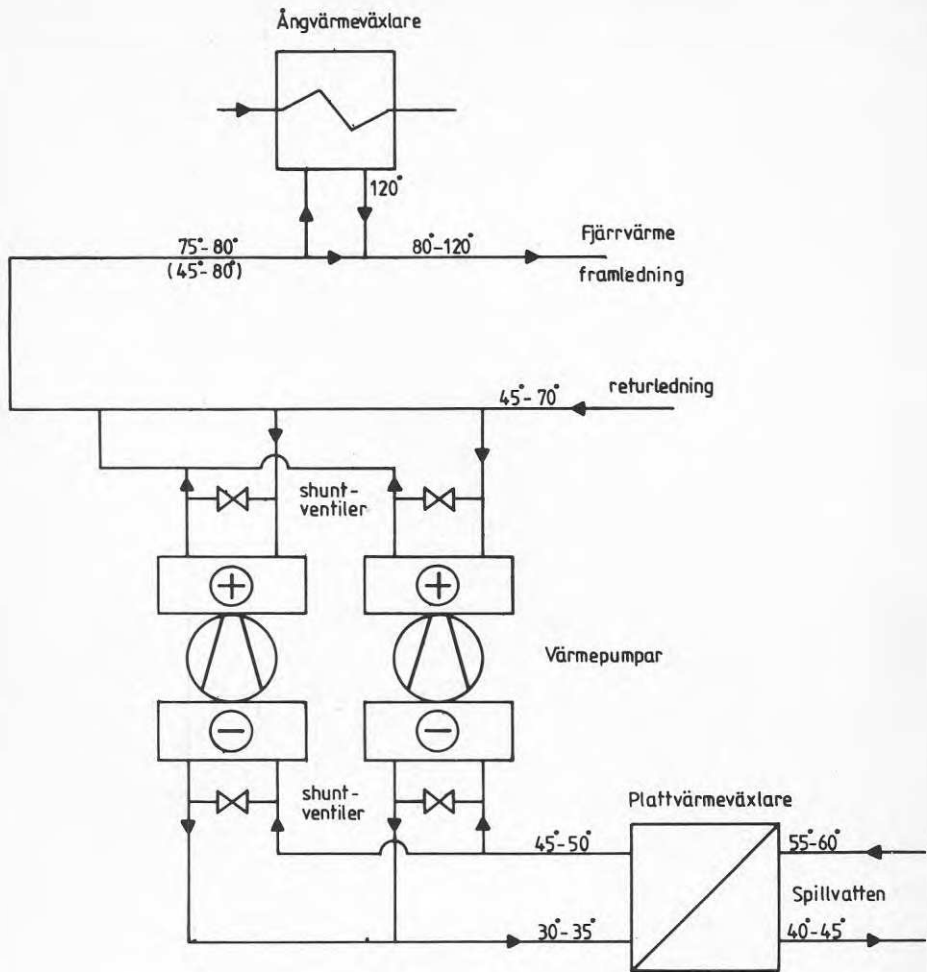 Ångvärmeväxlare
120°
75°-80°
(45°-80°)
80°-120°
Fjärrvärme
framledning
45°-70°
returledning
shunt-
ventiler
+
+
Värmepumpar
−
−
shunt-
ventiler
Plattvärmeväxlare
45°-50°
55°-60°
Spillvatten
30°-35°
40°-45°